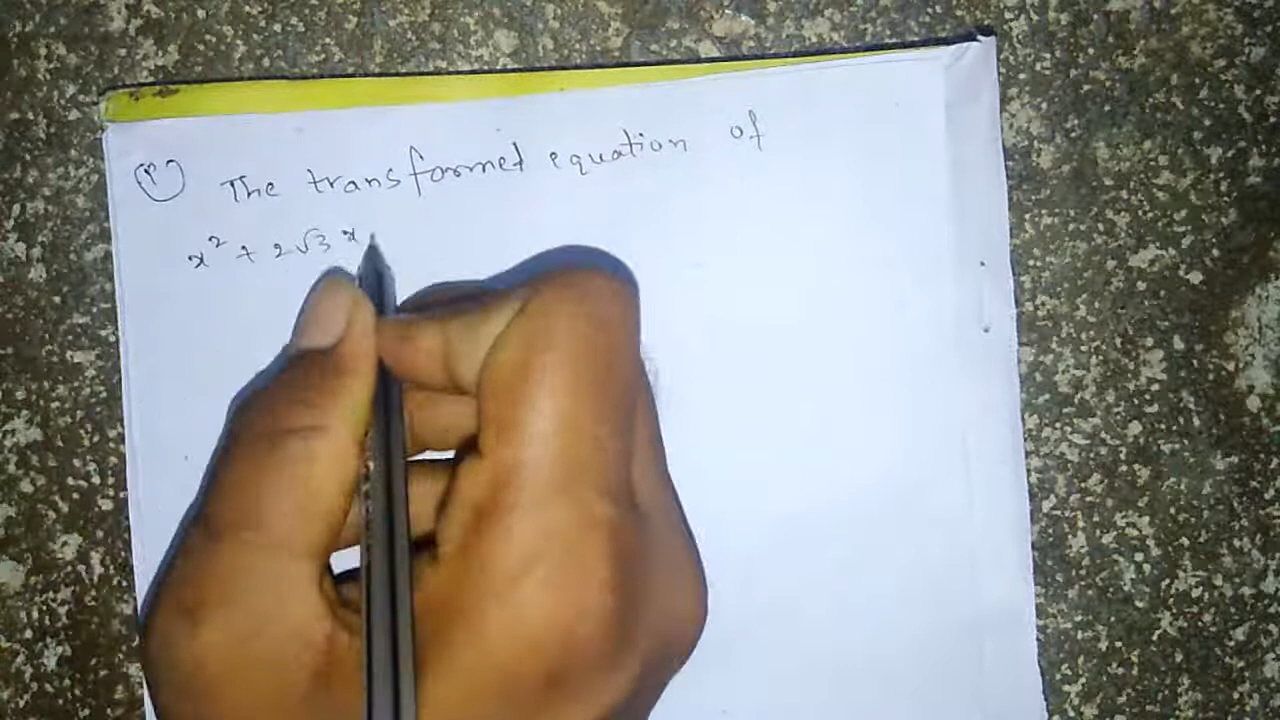 (1) The transformed equation of
x² + 2√3 x